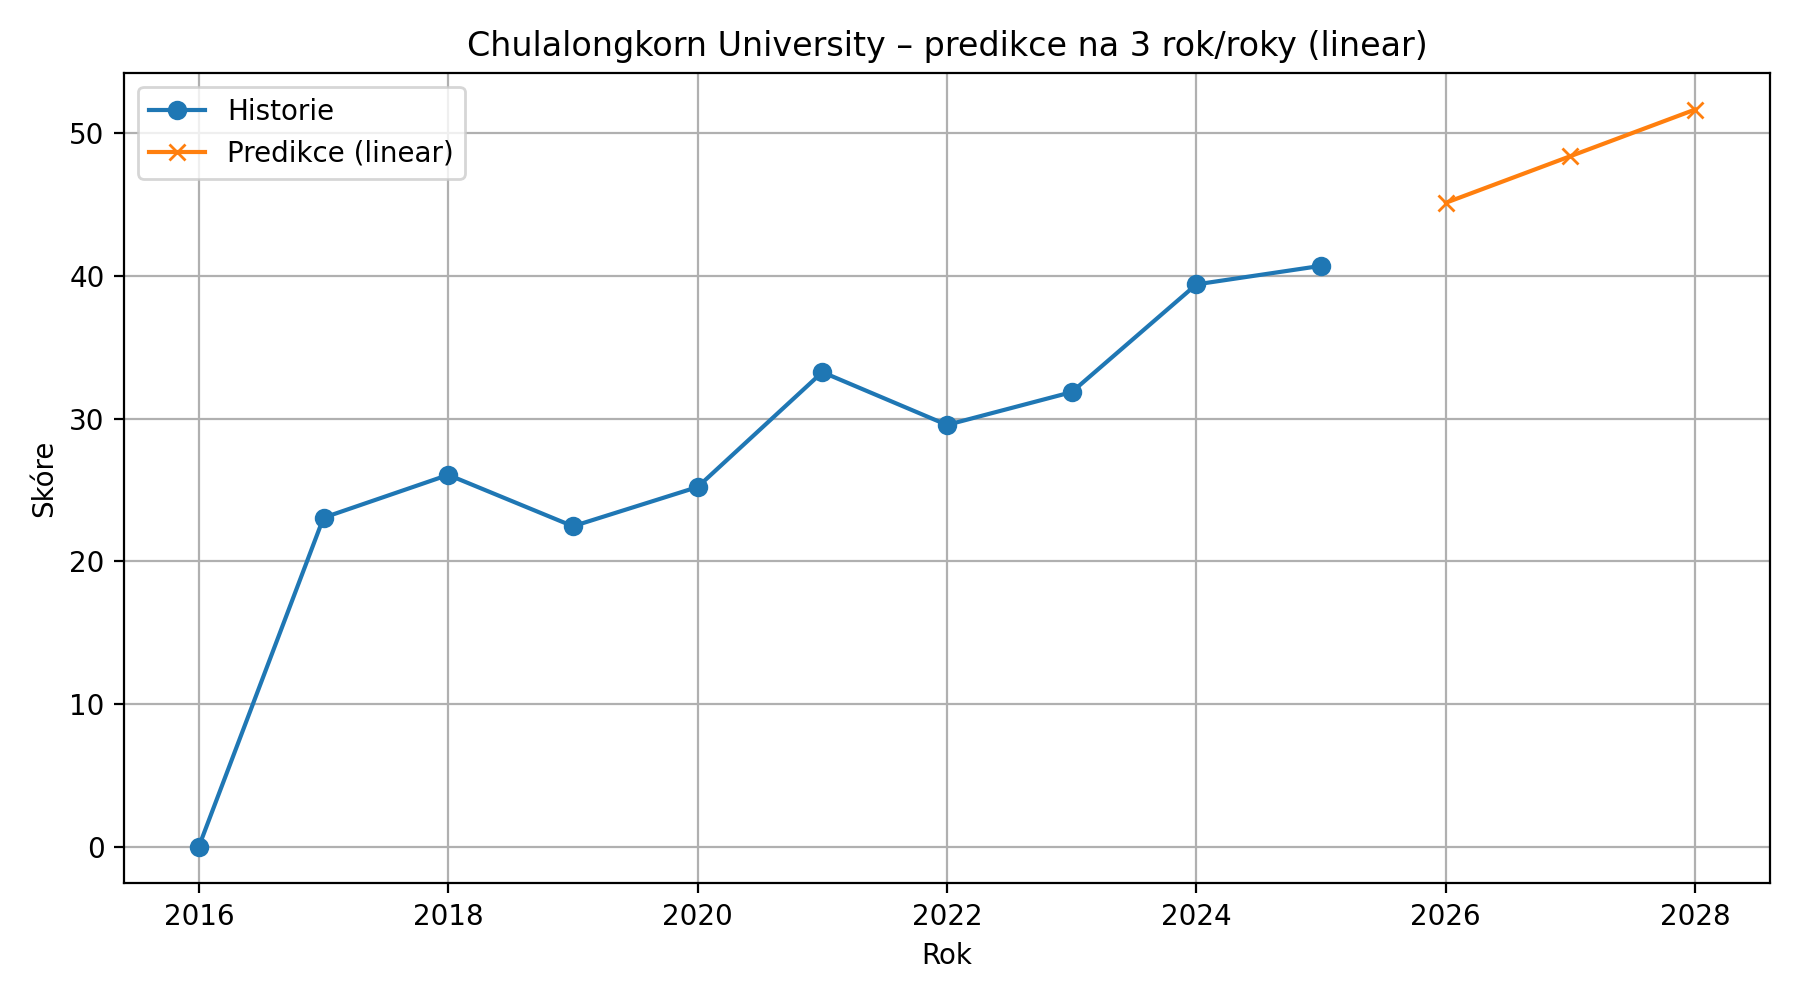 Chulalongkorn University – predikce na 3 rok/roky (linear)
Historie
Predikce (linear)
Skóre
50
40
30
20
10
0
2016 2018 2020 2022 2024 2026 2028
Rok